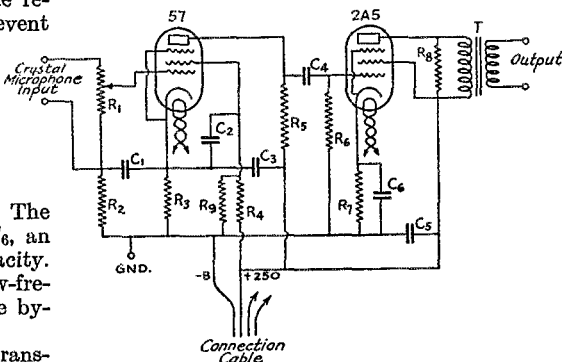 57
2A5
T
Crystal
Microphone
Input
R1
C2
C4
R8
Output
R5
R6
C1
C3
R2
R3
R9
R4
R7
C6
C5
GND.
-B
+250
Connection
Cable
event
The
6, an
acity.
w-fre-
e by-
rans-